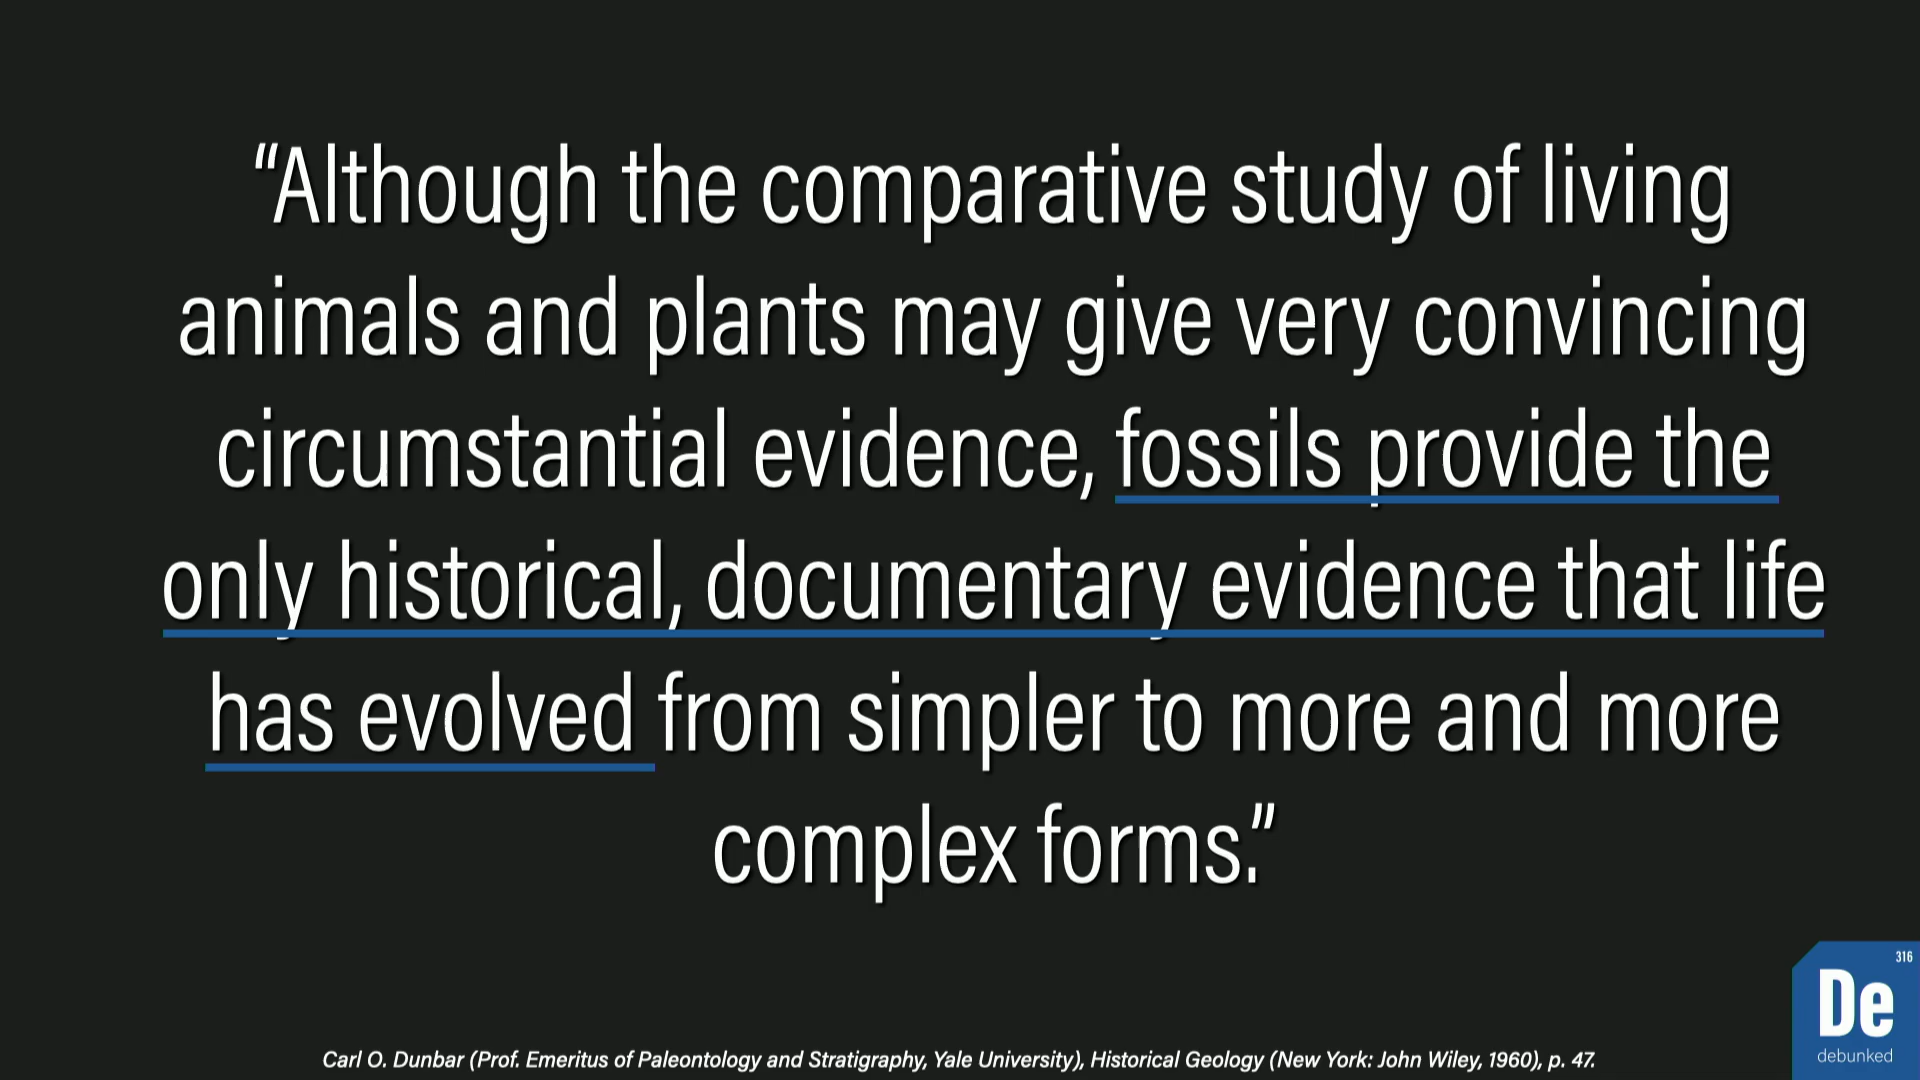 “Although the comparative study of living
animals and plants may give very convincing
circumstantial evidence, fossils provide the
only historical, documentary evidence that life
has evolved from simpler to more and more
complex forms.”
316
De
debunked
Carl O. Dunbar (Prof. Emeritus of Paleontology and Stratigraphy, Yale University), Historical Geology (New York: John Wiley, 1960), p. 47.